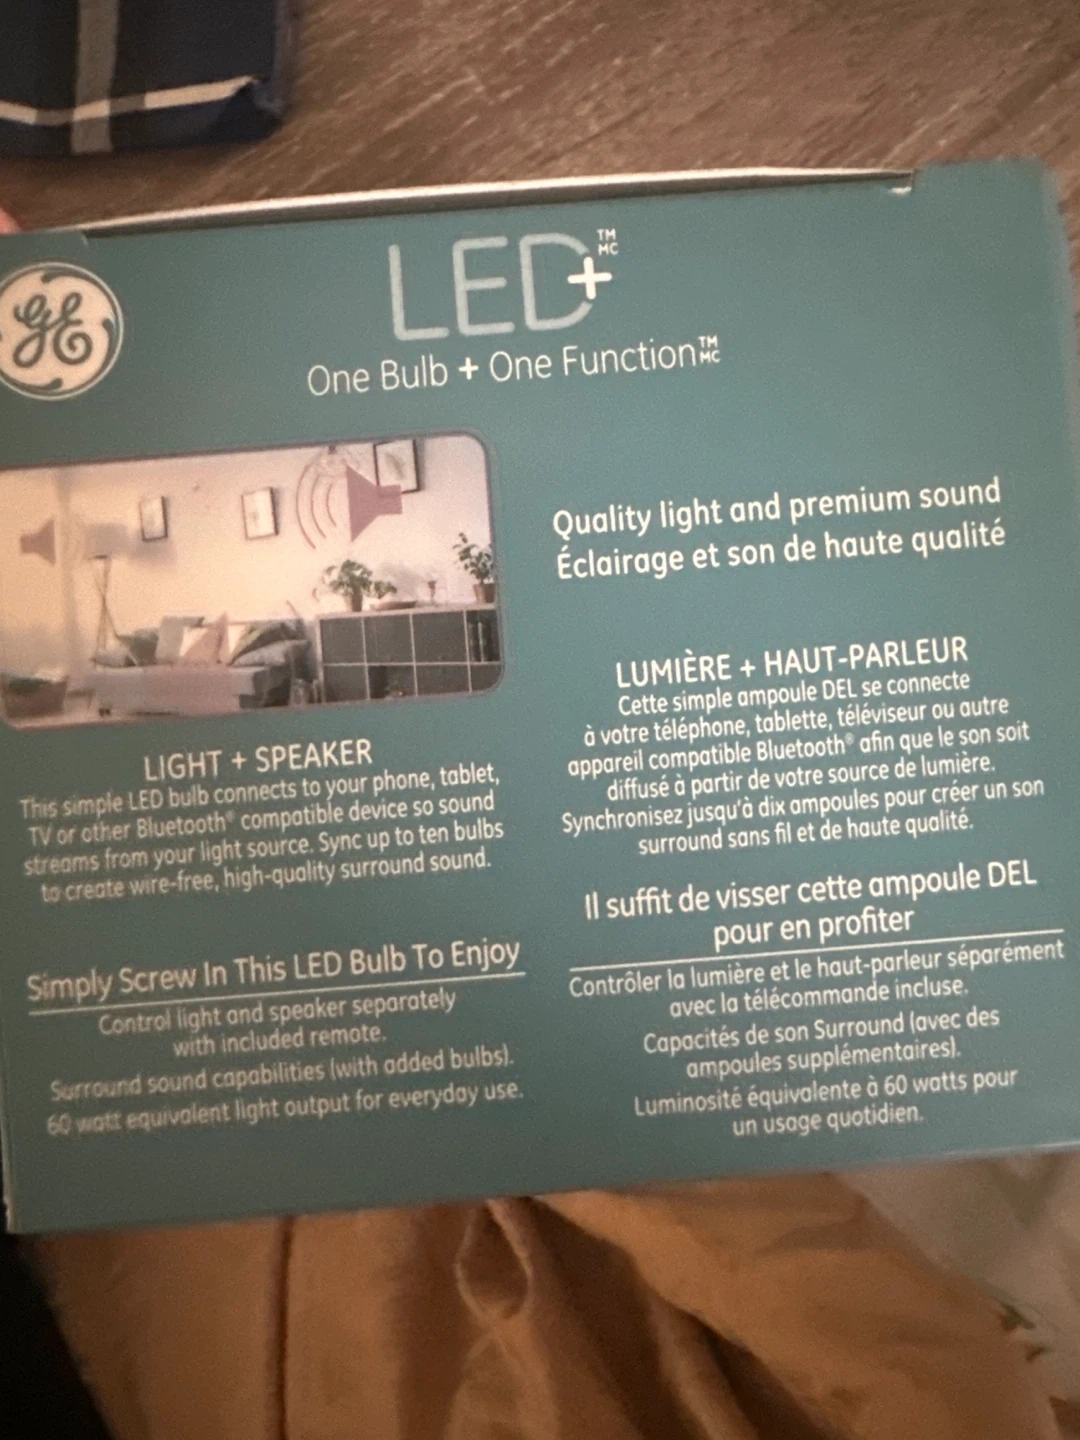 GE
LED+ TM MC
One Bulb + One Function TM MC
Quality light and premium sound
Éclairage et son de haute qualité
LIGHT + SPEAKER
This simple LED bulb connects to your phone, tablet,
TV or other Bluetooth® compatible device so sound
streams from your light source. Sync up to ten bulbs
to create wire-free, high-quality surround sound.
Simply Screw In This LED Bulb To Enjoy
Control light and speaker separately
with included remote.
Surround sound capabilities (with added bulbs).
60 watt equivalent light output for everyday use.
LUMIÈRE + HAUT-PARLEUR
Cette simple ampoule DEL se connecte
à votre téléphone, tablette, téléviseur ou autre
appareil compatible Bluetooth® afin que le son soit
diffusé à partir de votre source de lumière.
Synchronisez jusqu'à dix ampoules pour créer un son
surround sans fil et de haute qualité.
Il suffit de visser cette ampoule DEL
pour en profiter
Contrôler la lumière et le haut-parleur séparément
avec la télécommande incluse.
Capacités de son Surround (avec des
ampoules supplémentaires).
Luminosité équivalente à 60 watts pour
un usage quotidien.